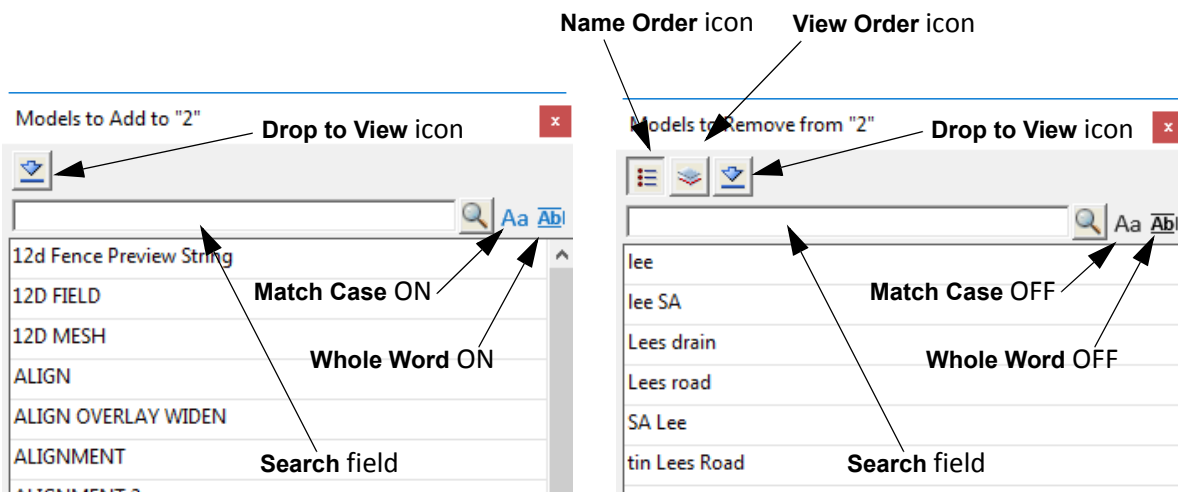 Name Order icon View Order icon
Models to Add to "2"
Drop to View icon
Aa Abl
12d Fence Preview String
12D FIELD
Match Case ON
12D MESH
Whole Word ON
ALIGN
ALIGN OVERLAY WIDEN
ALIGNMENT
Search field
ALIGNMENT 2
Models to Remove from "2"
Drop to View icon
Aa Abl
lee
Match Case OFF
lee SA
Lees drain
Whole Word OFF
Lees road
SA Lee
tin Lees Road
Search field